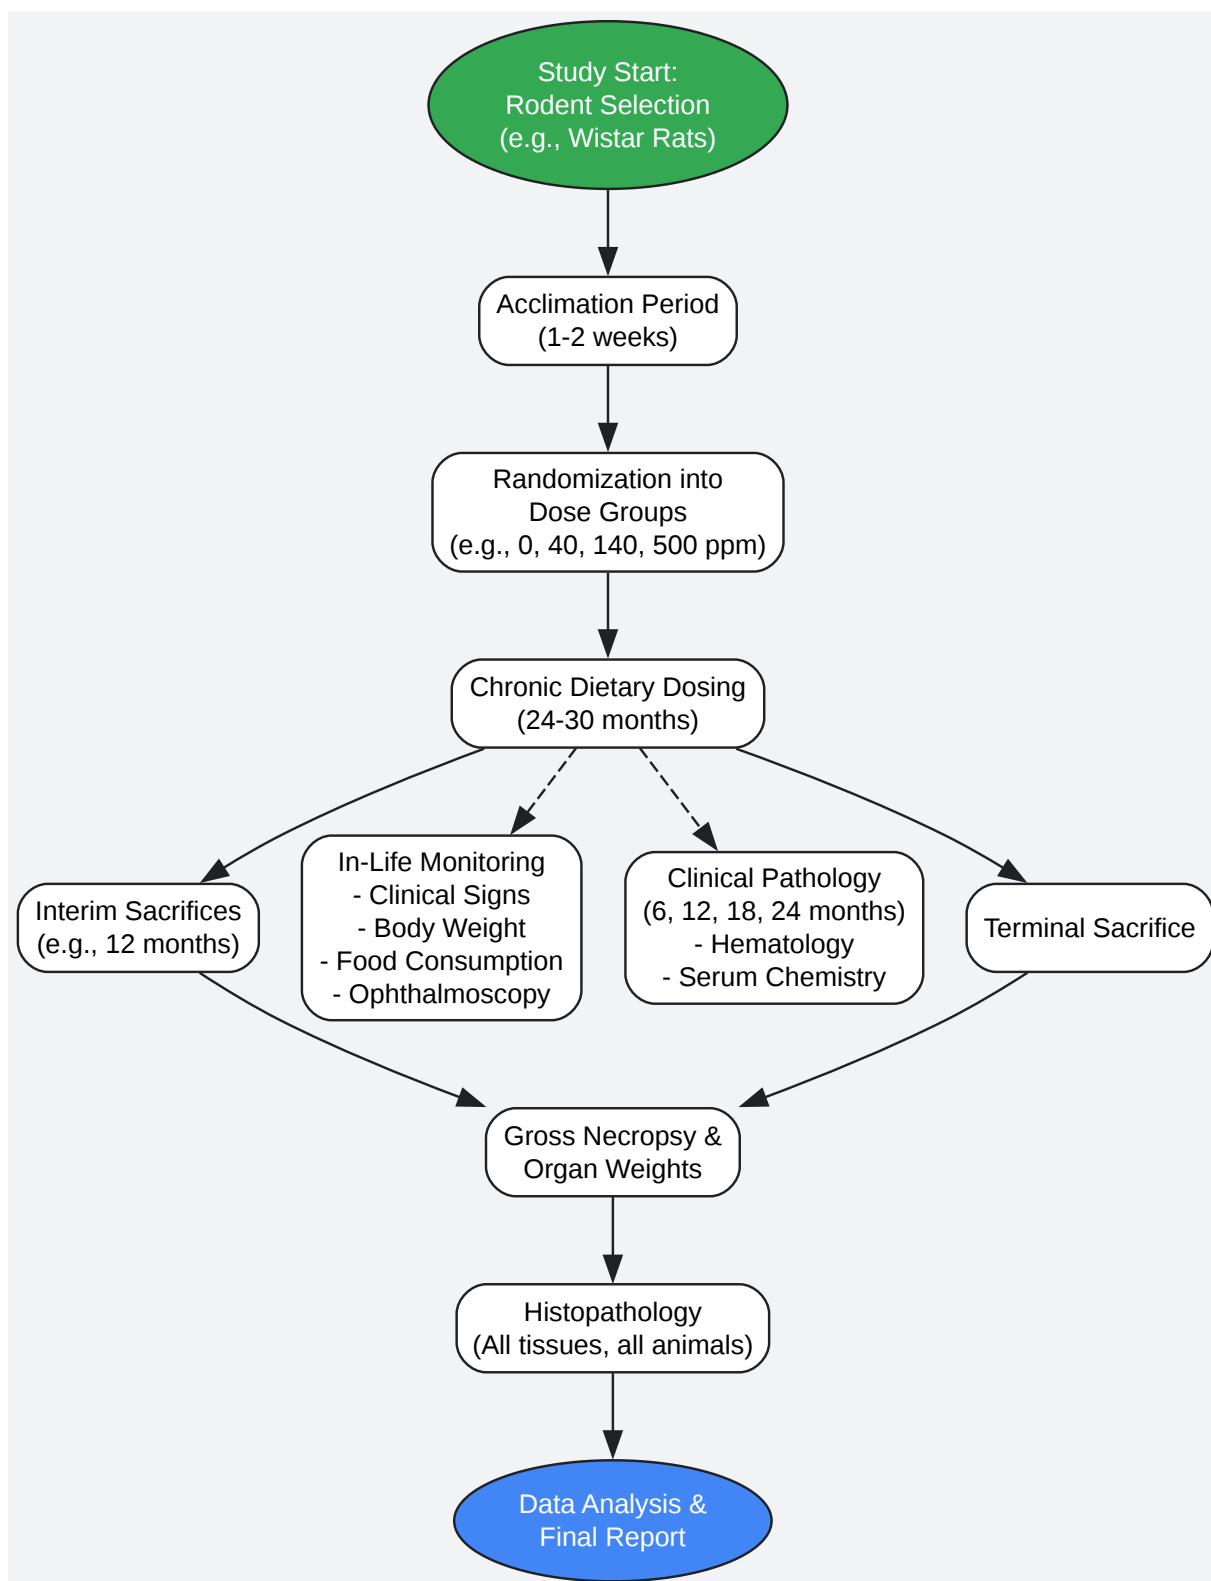 Study Start:
Rodent Selection
(e.g., Wistar Rats)
Acclimation Period
(1-2 weeks)
Randomization into
Dose Groups
(e.g., 0, 40, 140, 500 ppm)
Chronic Dietary Dosing
(24-30 months)
Interim Sacrifices
(e.g., 12 months)
In-Life Monitoring
- Clinical Signs
- Body Weight
- Food Consumption
- Ophthalmoscopy
Clinical Pathology
(6, 12, 18, 24 months)
- Hematology
- Serum Chemistry
Terminal Sacrifice
Gross Necropsy &
Organ Weights
Histopathology
(All tissues, all animals)
Data Analysis &
Final Report